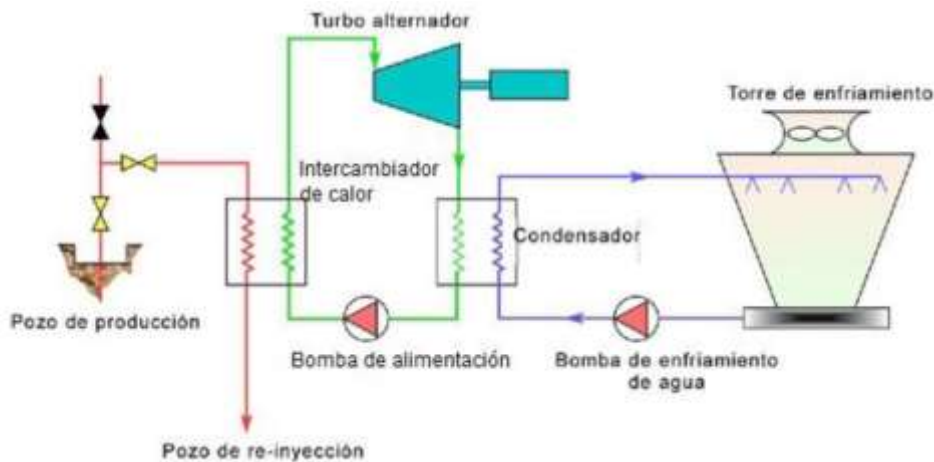 Turbo alternador
Torre de enfriamiento
Intercambiador
de calor
Condensador
Pozo de producción
Bomba de alimentación
Bomba de enfriamiento
de agua
Pozo de re-inyección